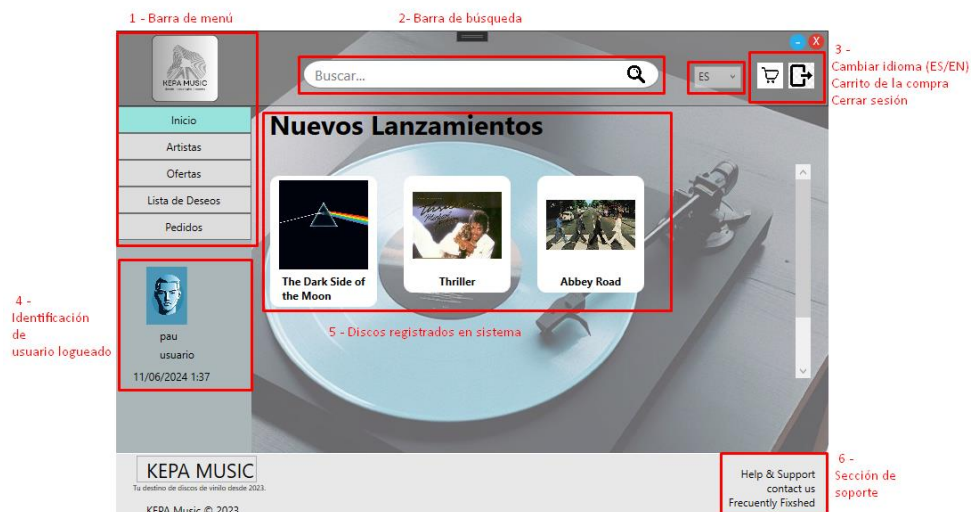 1 - Barra de menú
2- Barra de búsqueda
3 -
Cambiar idioma (ES/EN)
Carrito de la compra
Cerrar sesión
KEPA MUSIC
Buscar...
ES
X
Inicio
Artistas
Ofertas
Lista de Deseos
Pedidos
Nuevos Lanzamientos
The Dark Side of
the Moon
Thriller
Abbey Road
5 - Discos registrados en sistema
4 -
Identificación
de
usuario logueado
pau
usuario
11/06/2024 1:37
KEPA MUSIC
Tu destino de discos de vinilo desde 2023.
KEPA Music © 2023
Help & Support
contact us
Frecuently Fixshed
6 -
Sección de
soporte